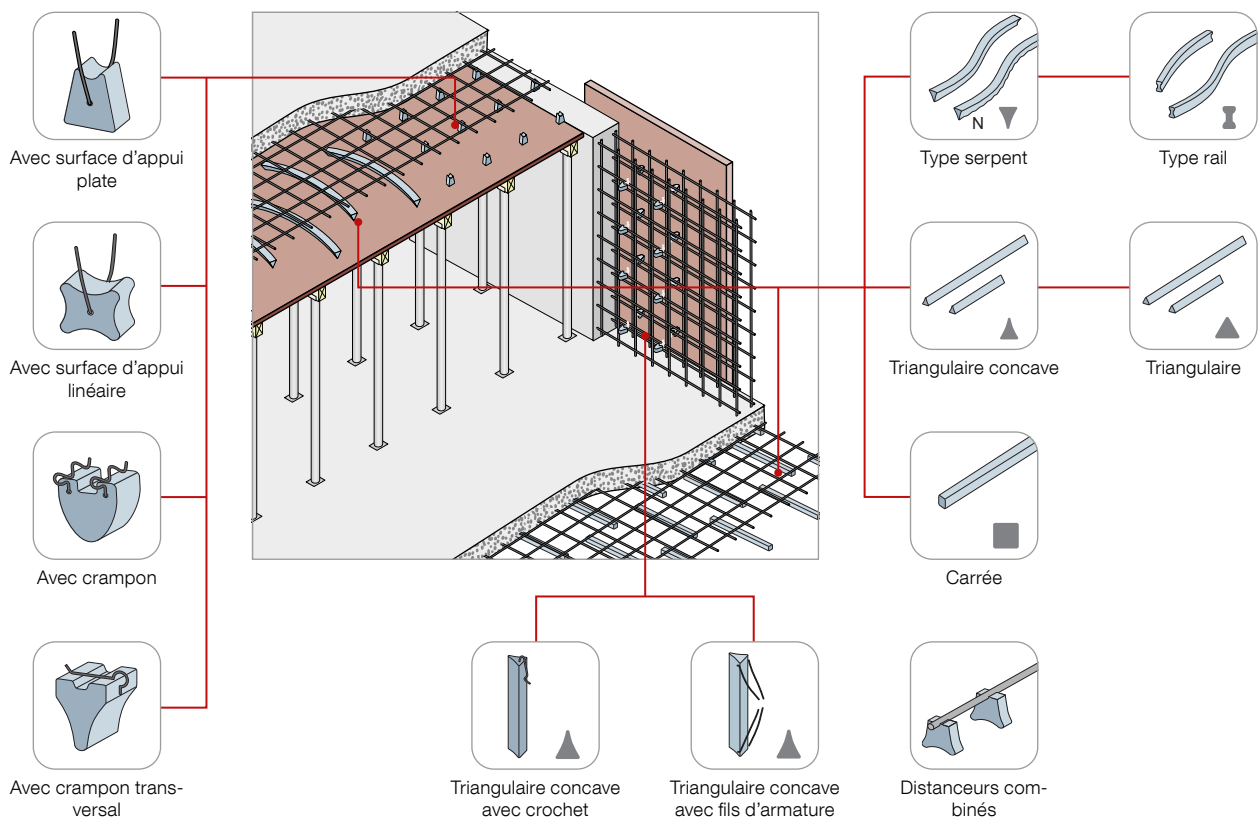 Avec surface d'appui
plate
N
Type serpent
Type rail
Avec surface d'appui
linéaire
Triangulaire concave
Triangulaire
Avec crampon
Carrée
Avec crampon trans-
versal
Triangulaire concave
avec crochet
Triangulaire concave
avec fils d'armature
Distanceurs com-
binés